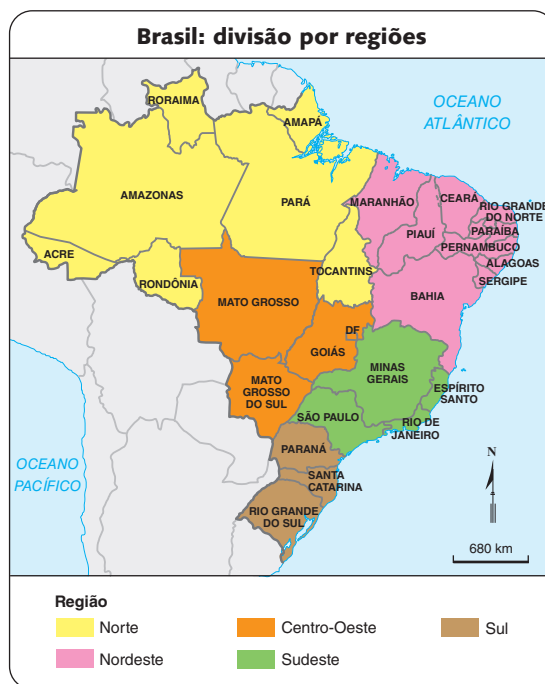 Brasil: divisão por regiões
OCEANO
ATLÂNTICO
RORAIMA
AMAPÁ
AMAZONAS
PARÁ
MARANHÃO
CEARÁ
RIO GRANDE
DO NORTE
PARAÍBA
PIAUÍ
PERNAMBUCO
ACRE
ALAGOAS
TOCANTINS
SERGIPE
RONDÔNIA
BAHIA
MATO GROSSO
DF
GOIÁS
MINAS
GERAIS
MATO
GROSSO
DO SUL
ESPÍRITO
SANTO
SÃO PAULO
RIO DE
JANEIRO
PARANÁ
OCEANO
PACÍFICO
SANTA
CATARINA
RIO GRANDE
DO SUL
N
680 km
Região
Norte
Centro-Oeste
Sul
Nordeste
Sudeste